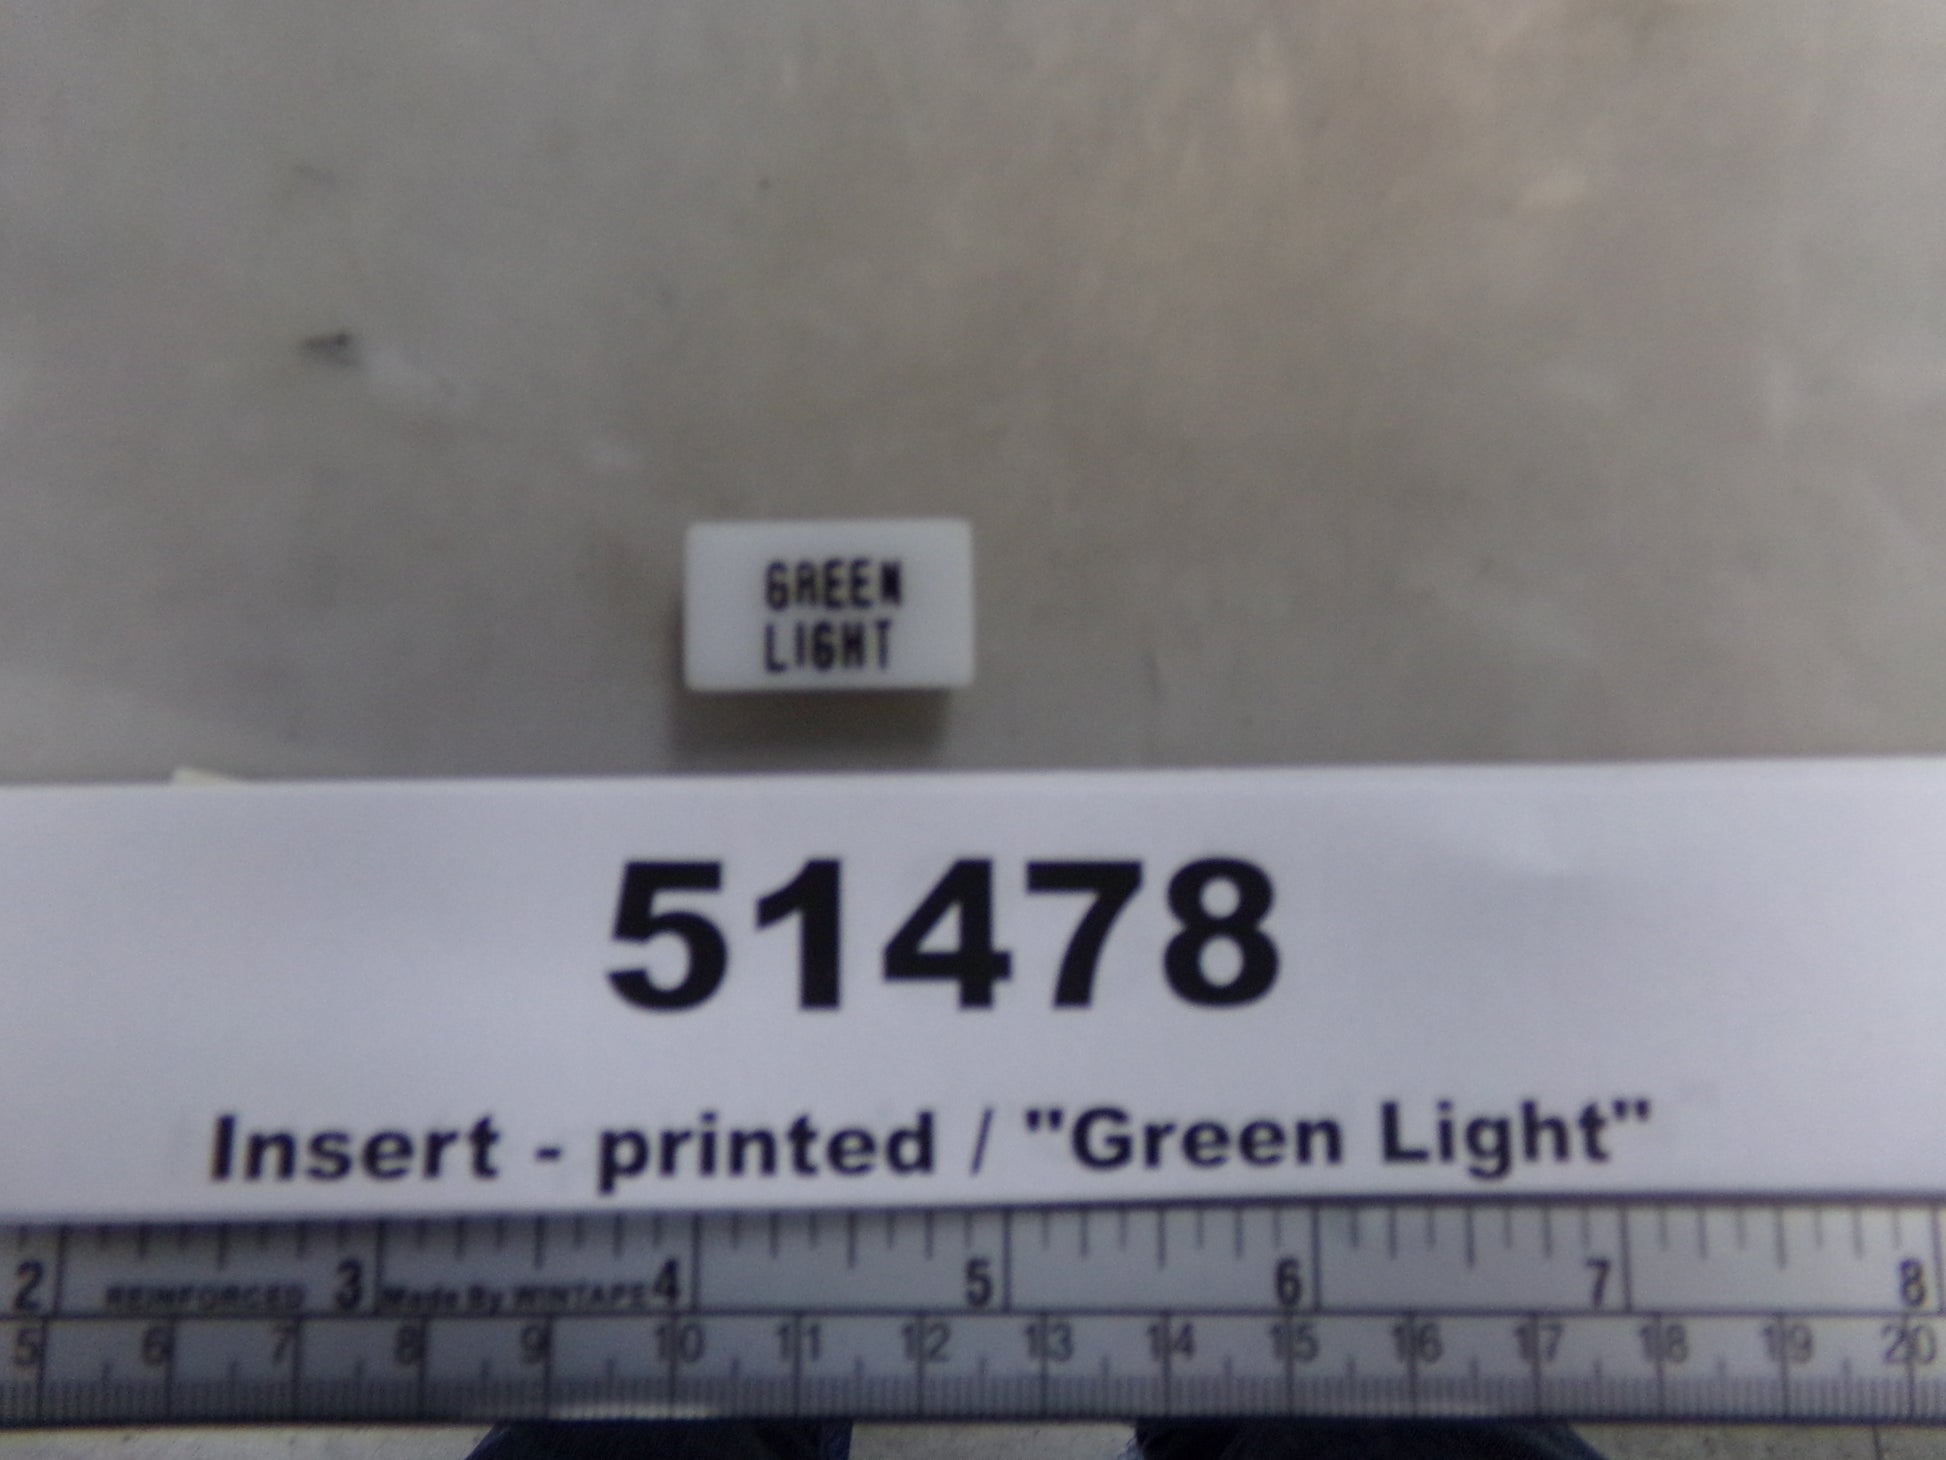 GREEN
LIGHT
51478
Insert - printed / "Green Light"
2 REINFORCED 3 Made By WINTAPE 4 5 6 7 8
5 6 7 8 9 10 11 12 13 14 15 16 17 18 19 20